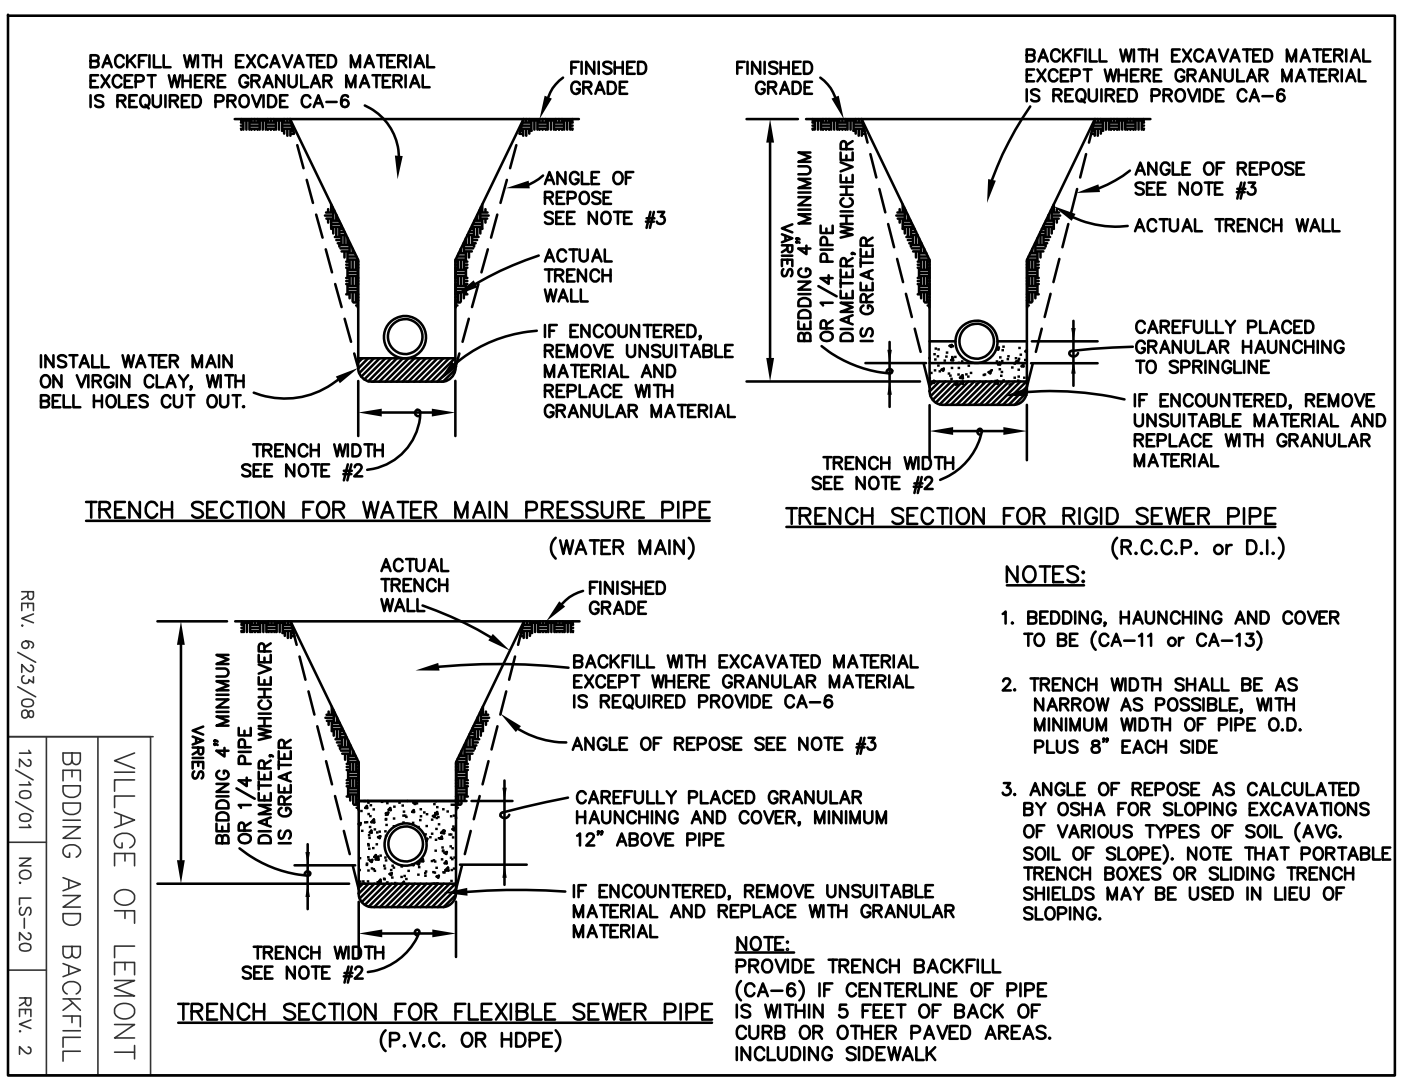 BACKFILL WITH EXCAVATED MATERIAL
EXCEPT WHERE GRANULAR MATERIAL
IS REQUIRED PROVIDE CA-6
FINISHED
GRADE
ANGLE OF
REPOSE
SEE NOTE #3
ACTUAL
TRENCH
WALL
IF ENCOUNTERED,
REMOVE UNSUITABLE
MATERIAL AND
REPLACE WITH
GRANULAR MATERIAL
INSTALL WATER MAIN
ON VIRGIN CLAY, WITH
BELL HOLES CUT OUT.
TRENCH WIDTH
SEE NOTE #2
TRENCH SECTION FOR WATER MAIN PRESSURE PIPE
(WATER MAIN)
FINISHED
GRADE
BACKFILL WITH EXCAVATED MATERIAL
EXCEPT WHERE GRANULAR MATERIAL
IS REQUIRED PROVIDE CA-6
VARIES
BEDDING 4" MINIMUM
OR 1/4 PIPE
DIAMETER, WHICHEVER
IS GREATER
ANGLE OF REPOSE
SEE NOTE #3
ACTUAL TRENCH WALL
CAREFULLY PLACED
GRANULAR HAUNCHING
TO SPRINGLINE
IF ENCOUNTERED, REMOVE
UNSUITABLE MATERIAL AND
REPLACE WITH GRANULAR
MATERIAL
TRENCH WIDTH
SEE NOTE #2
TRENCH SECTION FOR RIGID SEWER PIPE
(R.C.C.P. or D.I.)
ACTUAL
TRENCH
WALL
FINISHED
GRADE
VARIES
BEDDING 4" MINIMUM
OR 1/4 PIPE
DIAMETER, WHICHEVER
IS GREATER
BACKFILL WITH EXCAVATED MATERIAL
EXCEPT WHERE GRANULAR MATERIAL
IS REQUIRED PROVIDE CA-6
ANGLE OF REPOSE SEE NOTE #3
CAREFULLY PLACED GRANULAR
HAUNCHING AND COVER, MINIMUM
12" ABOVE PIPE
IF ENCOUNTERED, REMOVE UNSUITABLE
MATERIAL AND REPLACE WITH GRANULAR
MATERIAL
TRENCH WIDTH
SEE NOTE #2
TRENCH SECTION FOR FLEXIBLE SEWER PIPE
(P.V.C. OR HDPE)
NOTES:
1. BEDDING, HAUNCHING AND COVER
TO BE (CA-11 or CA-13)
2. TRENCH WIDTH SHALL BE AS
NARROW AS POSSIBLE, WITH
MINIMUM WIDTH OF PIPE O.D.
PLUS 8" EACH SIDE
3. ANGLE OF REPOSE AS CALCULATED
BY OSHA FOR SLOPING EXCAVATIONS
OF VARIOUS TYPES OF SOIL (AVG.
SOIL OF SLOPE). NOTE THAT PORTABLE
TRENCH BOXES OR SLIDING TRENCH
SHIELDS MAY BE USED IN LIEU OF
SLOPING.
NOTE:
PROVIDE TRENCH BACKFILL
(CA-6) IF CENTERLINE OF PIPE
IS WITHIN 5 FEET OF BACK OF
CURB OR OTHER PAVED AREAS.
INCLUDING SIDEWALK
VILLAGE OF LEMONT
BEDDING AND BACKFILL
REV. 6/23/08
12/10/01
NO. LS-20
REV. 2